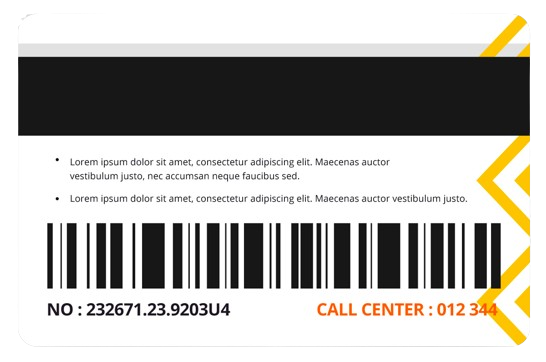 • Lorem ipsum dolor sit amet, consectetur adipiscing elit. Maecenas auctor
vestibulum justo, nec accumsan neque faucibus sed.
• Lorem ipsum dolor sit amet, consectetur adipiscing elit. Maecenas auctor vestibulum justo.
NO : 232671.23.9203U4
CALL CENTER : 012 344